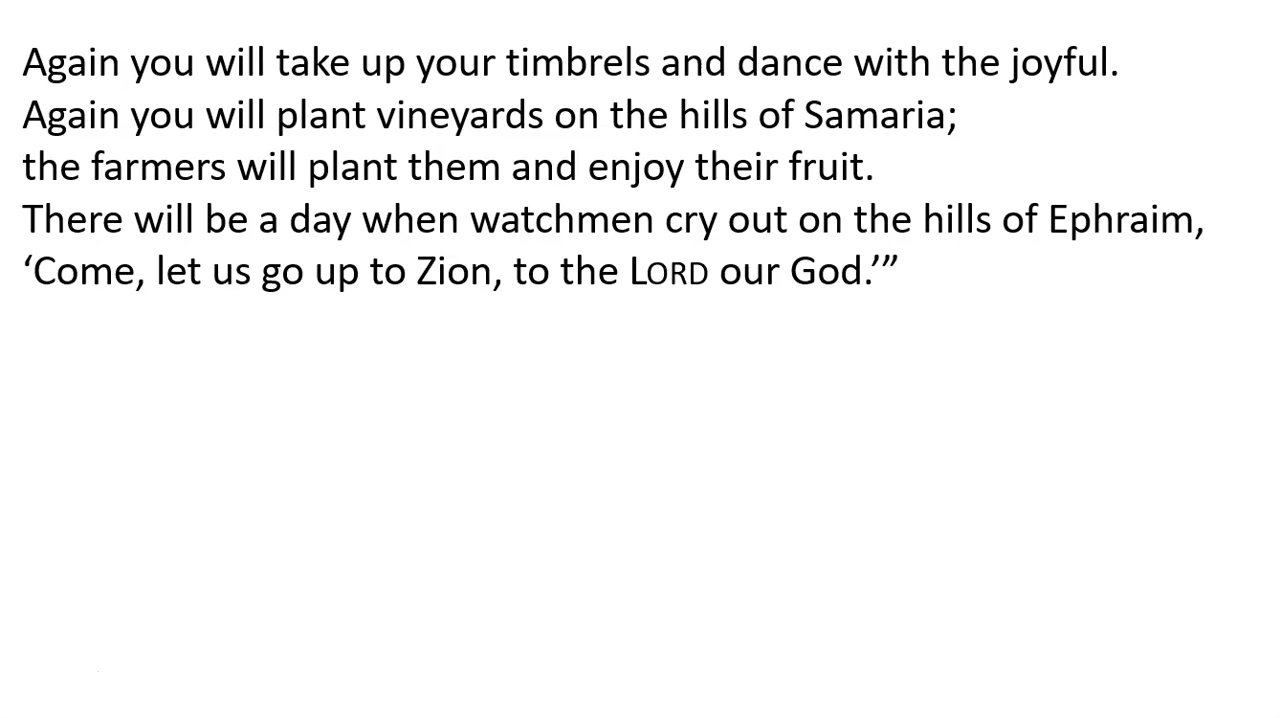 Again you will take up your timbrels and dance with the joyful.
Again you will plant vineyards on the hills of Samaria;
the farmers will plant them and enjoy their fruit.
There will be a day when watchmen cry out on the hills of Ephraim,
‘Come, let us go up to Zion, to the LORD our God.’”